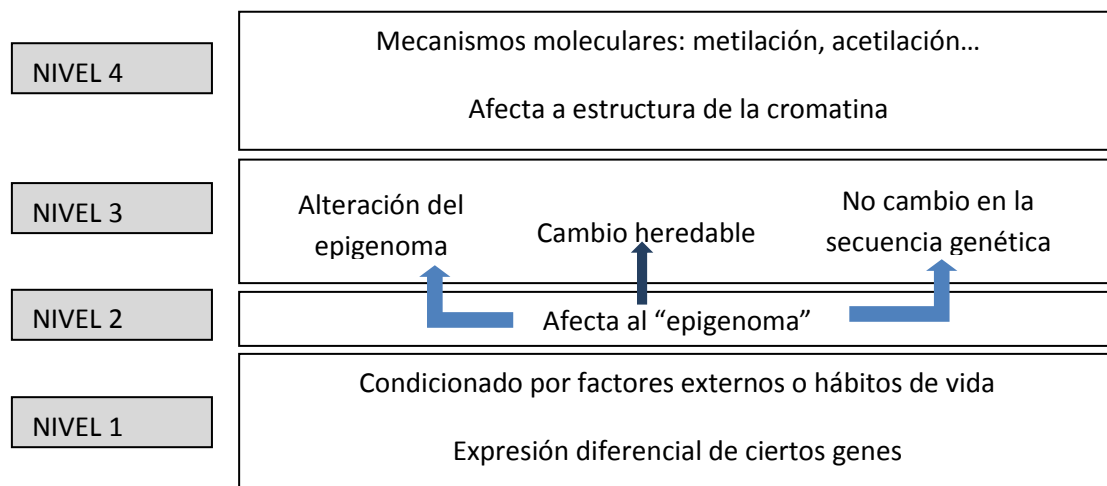 NIVEL 4
Mecanismos moleculares: metilación, acetilación…
Afecta a estructura de la cromatina
NIVEL 3
Alteración del
epigenoma
Cambio heredable
No cambio en la
secuencia genética
NIVEL 2
Afecta al “epigenoma”
NIVEL 1
Condicionado por factores externos o hábitos de vida
Expresión diferencial de ciertos genes